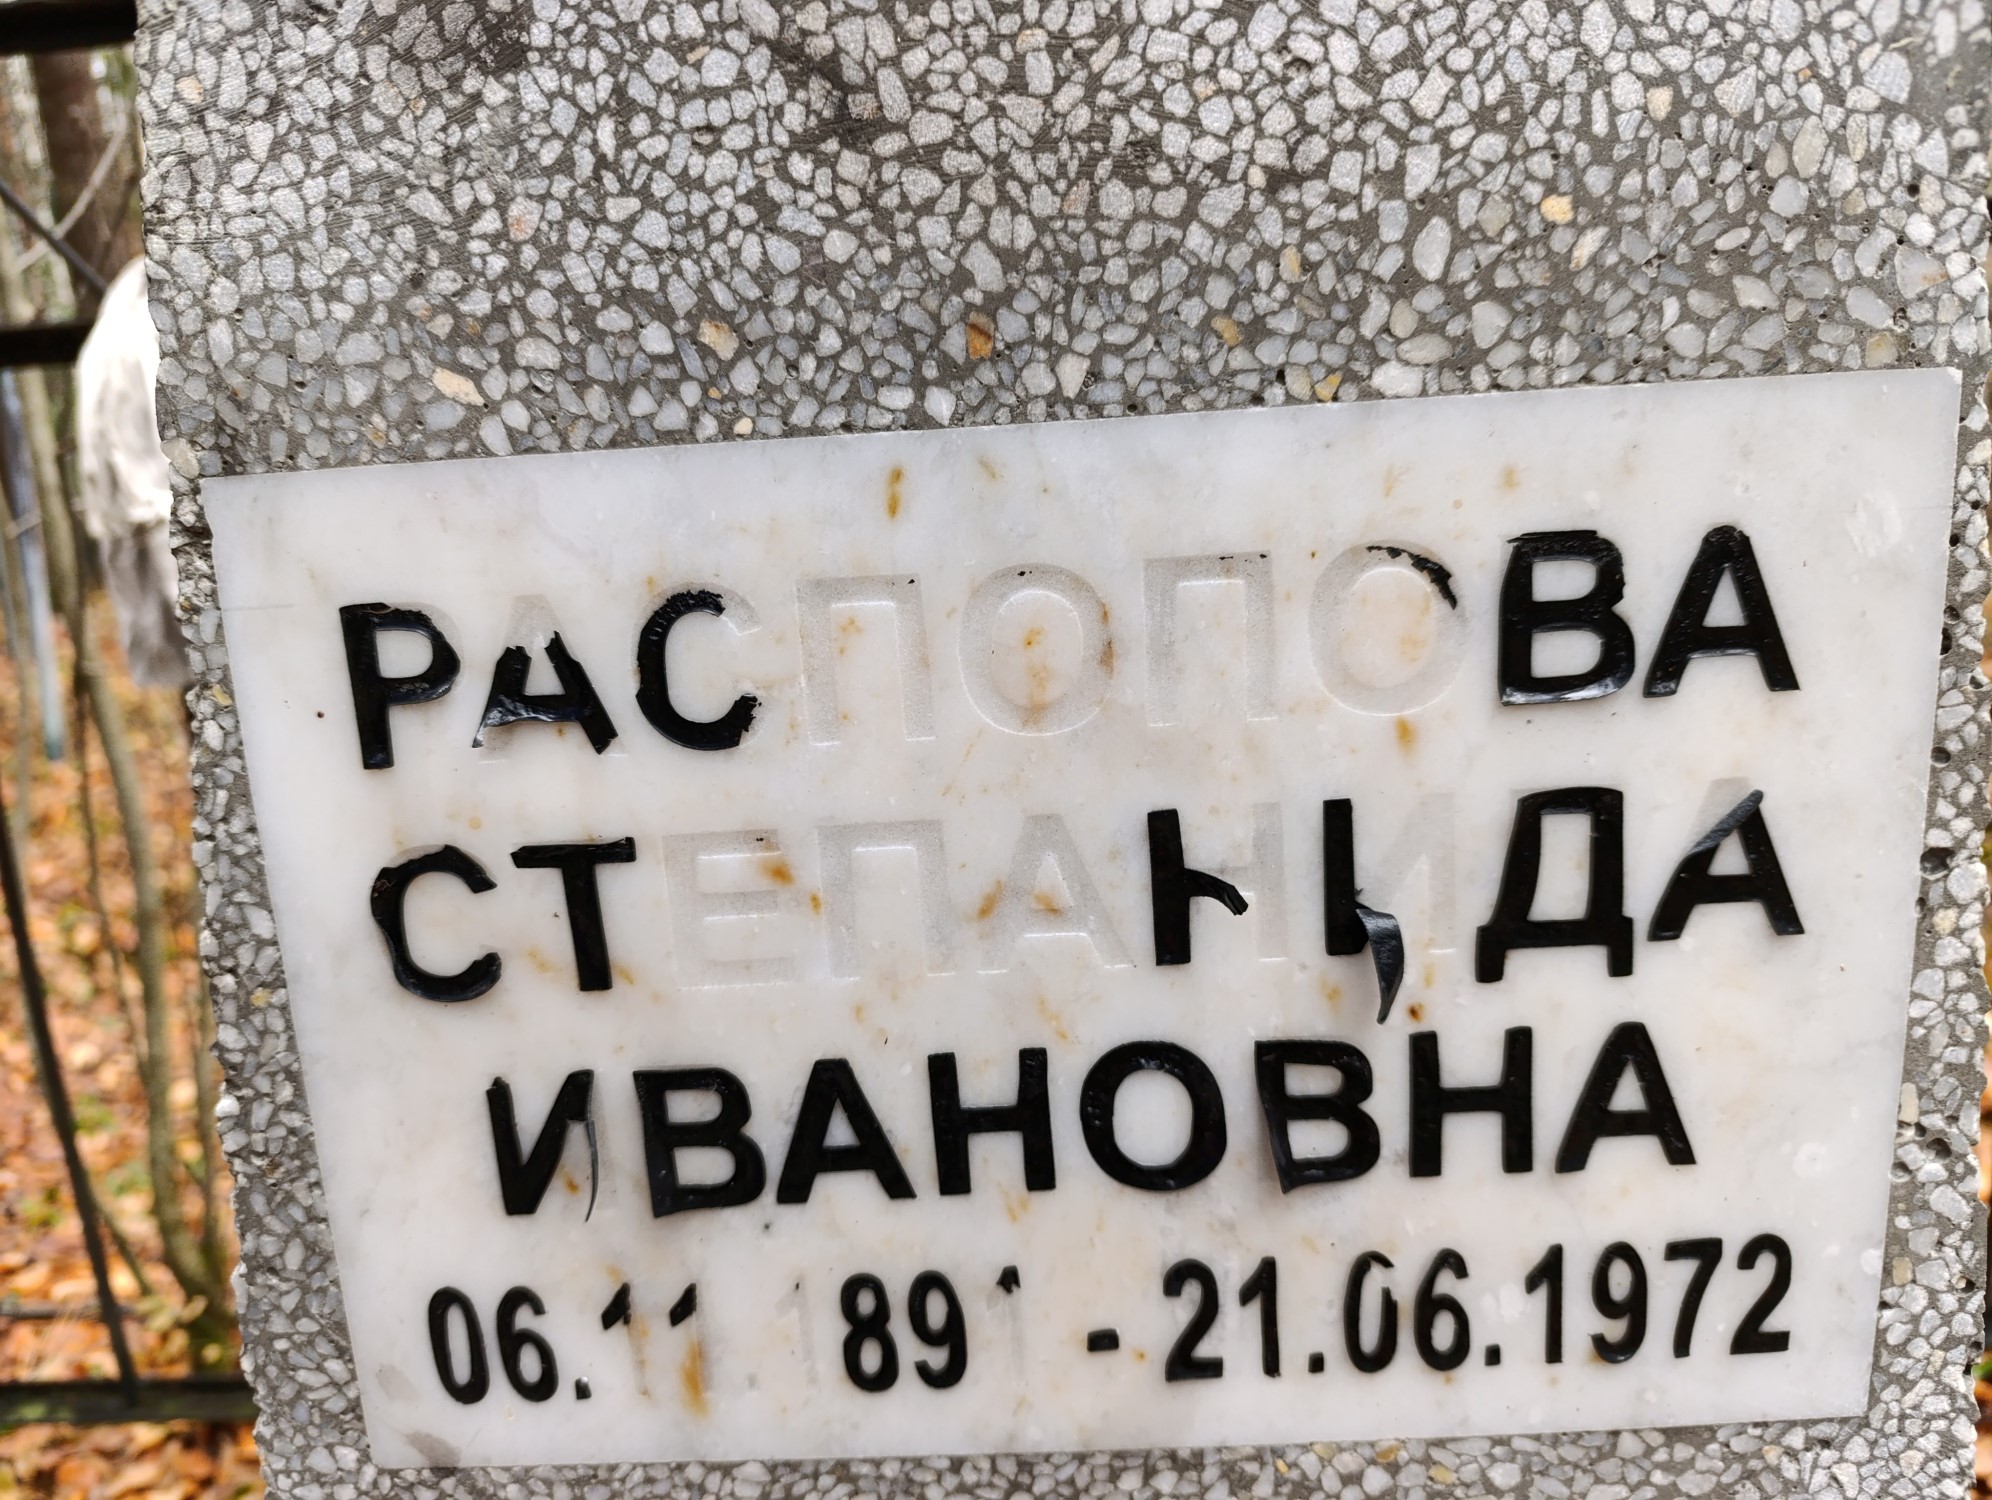 РАСПОПОВА
СТЕПАНИДА
ИВАНОВНА
06.11.1891 - 21.06.1972